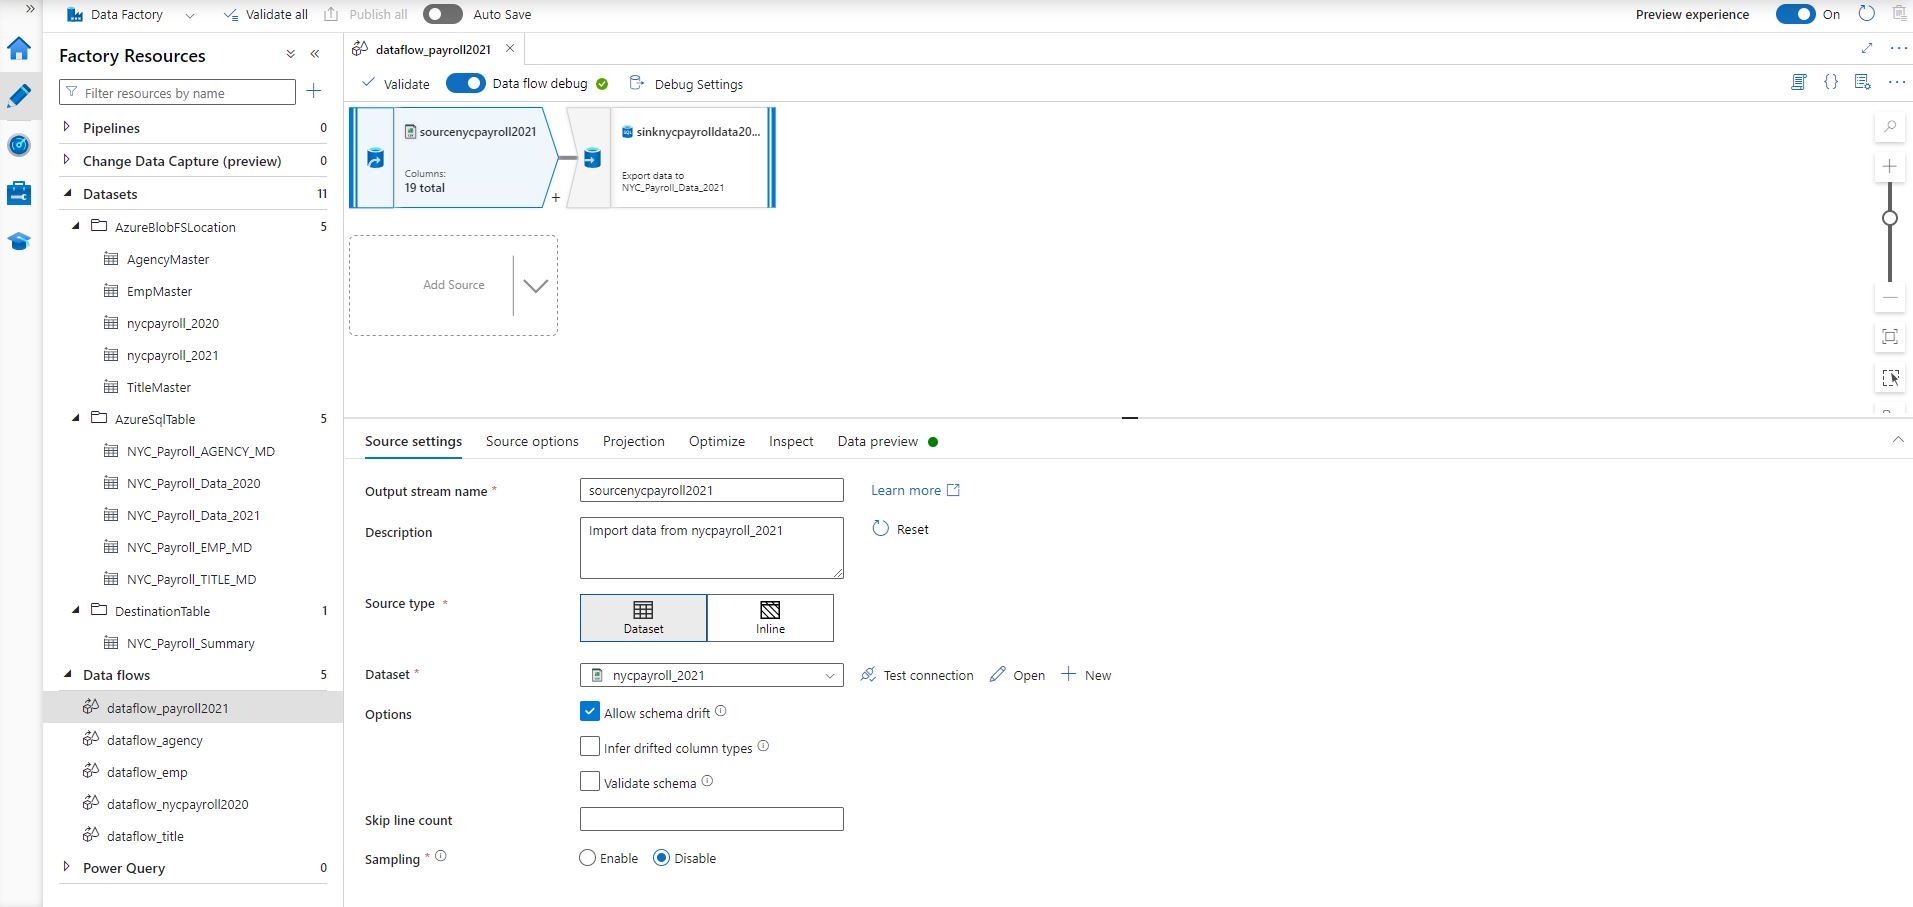 Data Factory
Validate all
Publish all
Auto Save
Preview experience
On
Factory Resources
Filter resources by name
Pipelines 0
Change Data Capture (preview) 0
Datasets 11
AzureBlobFSLocation 5
AgencyMaster
EmpMaster
nycpayroll_2020
nycpayroll_2021
TitleMaster
AzureSqlTable 5
NYC_Payroll_AGENCY_MD
NYC_Payroll_Data_2020
NYC_Payroll_Data_2021
NYC_Payroll_EMP_MD
NYC_Payroll_TITLE_MD
DestinationTable 1
NYC_Payroll_Summary
Data flows 5
dataflow_payroll2021
dataflow_agency
dataflow_emp
dataflow_nycpayroll2020
dataflow_title
Power Query 0
dataflow_payroll2021
Validate
Data flow debug
Debug Settings
sourcenycpayroll2021
Columns:
19 total
sinknycpayrolldata20...
Export data to
NYC_Payroll_Data_2021
Add Source
Source settings
Source options
Projection
Optimize
Inspect
Data preview
Output stream name *
sourcenycpayroll2021
Learn more
Description
Import data from nycpayroll_2021
Reset
Source type *
Dataset
Inline
Dataset *
nycpayroll_2021
Test connection
Open
New
Options
Allow schema drift
Infer drifted column types
Validate schema
Skip line count
Sampling *
Enable
Disable